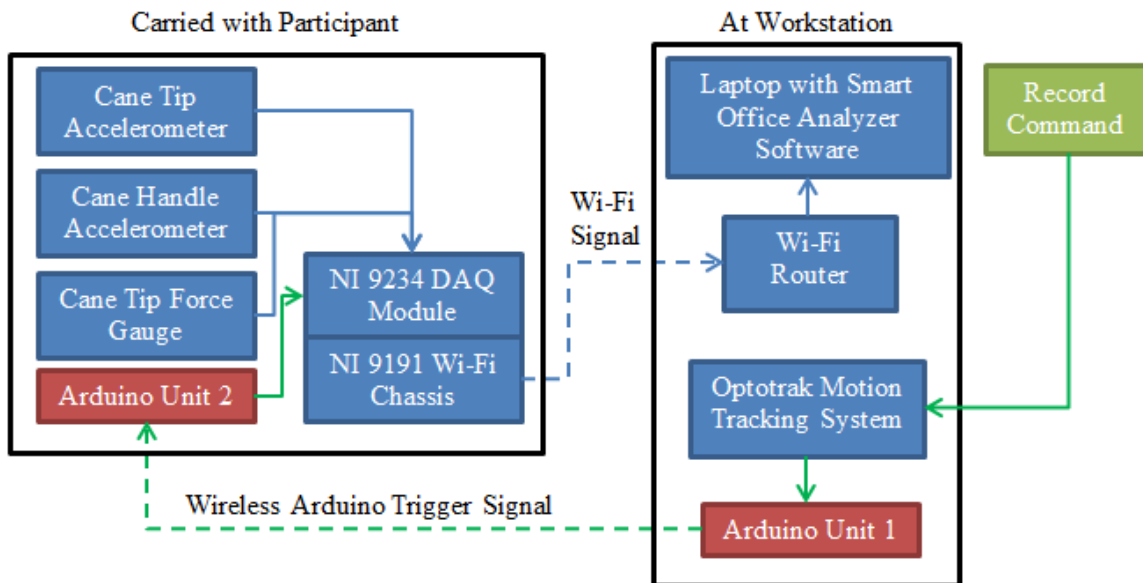 Carried with Participant
Cane Tip
Accelerometer
Cane Handle
Accelerometer
Cane Tip Force
Gauge
Arduino Unit 2
NI 9234 DAQ
Module
NI 9191 Wi-Fi
Chassis
Wi-Fi
Signal
At Workstation
Laptop with Smart
Office Analyzer
Software
Wi-Fi
Router
Optotrak Motion
Tracking System
Arduino Unit 1
Record
Command
Wireless Arduino Trigger Signal